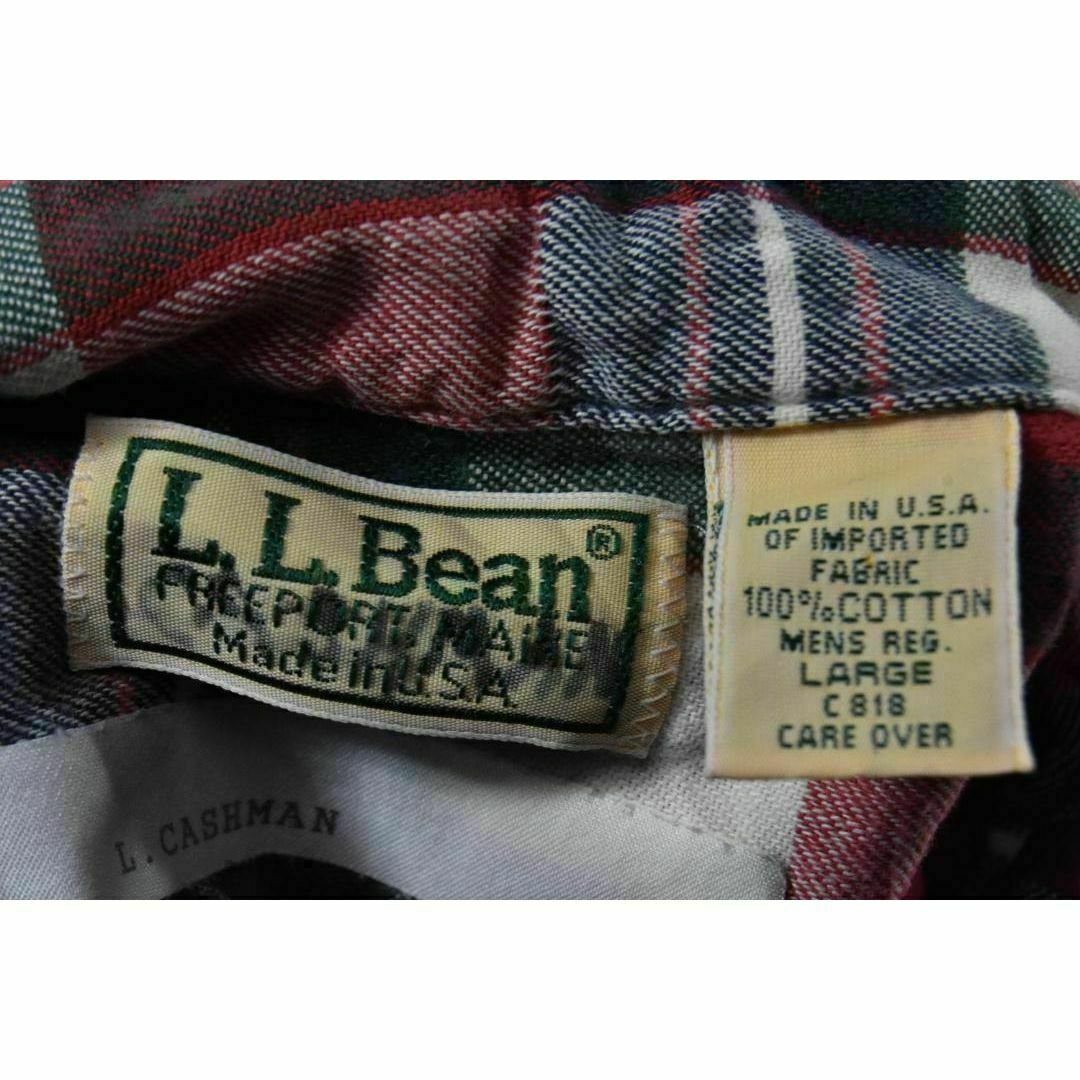 L.L.Bean®
FREEPORT, MAINE
Made in U.S.A.
MADE IN U.S.A.
OF IMPORTED
FABRIC
100% COTTON
MENS REG.
LARGE
C 818
CARE OVER
L. CASHMAN